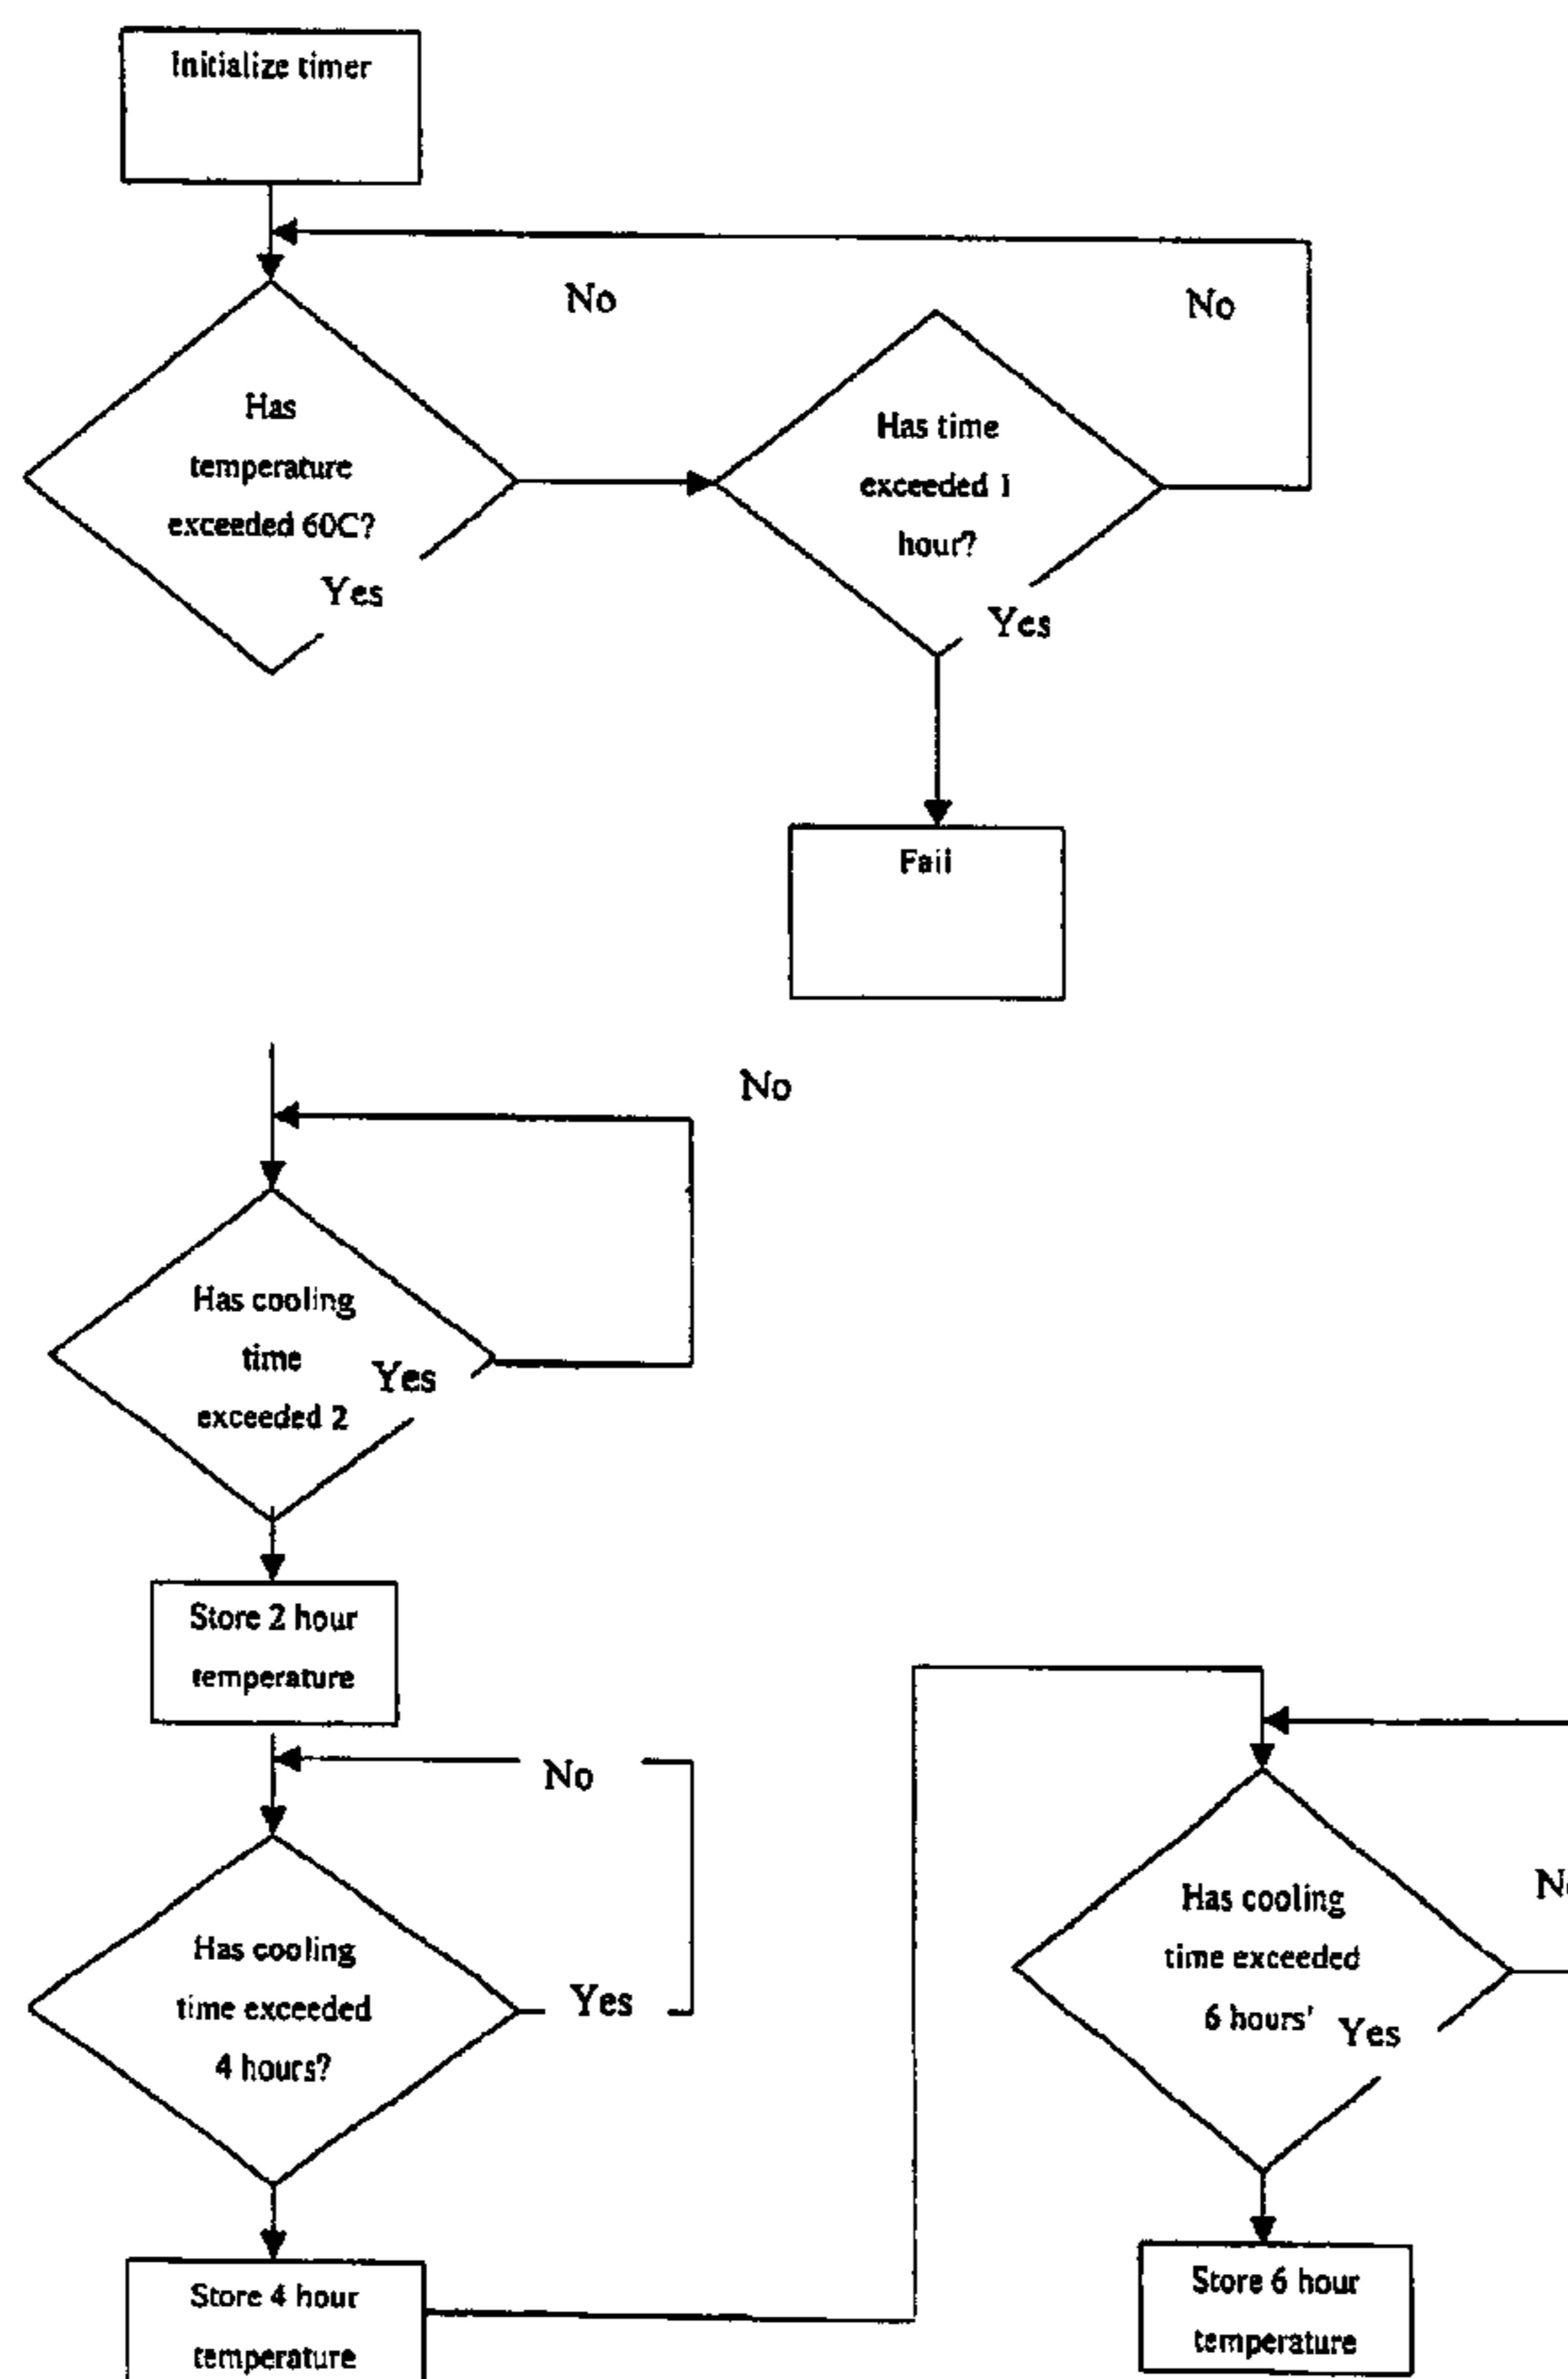 Initialize timer
No
No
Has
temperature
exceeded 60C?
Yes
Has time
exceeded 1
hour?
Yes
Fail
No
Has cooling
time
exceeded 2
Yes
Store 2 hour
temperature
No
Has cooling
time exceeded
4 hours?
Yes
Store 4 hour
temperature
Has cooling
time exceeded
6 hours'
Yes
Store 6 hour
temperature